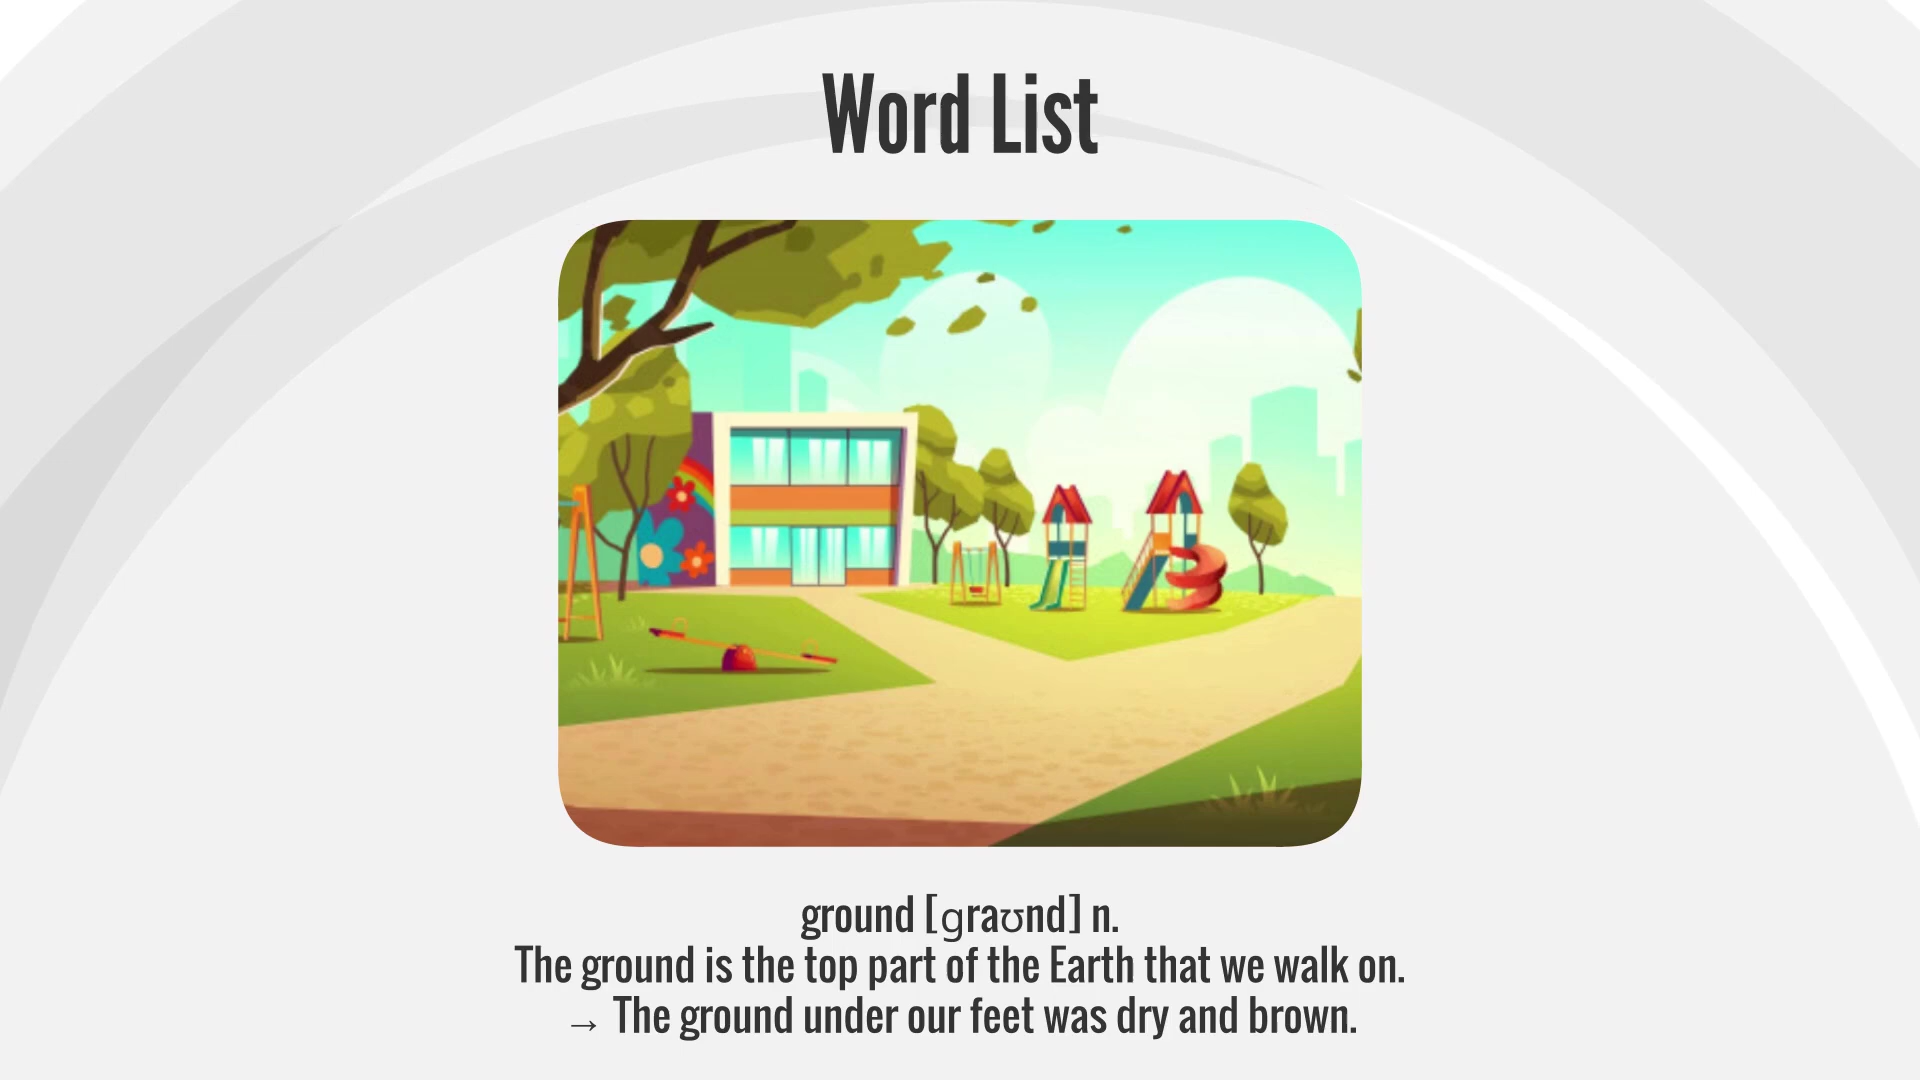 Word List
ground [graʊnd] n.
The ground is the top part of the Earth that we walk on.
→ The ground under our feet was dry and brown.